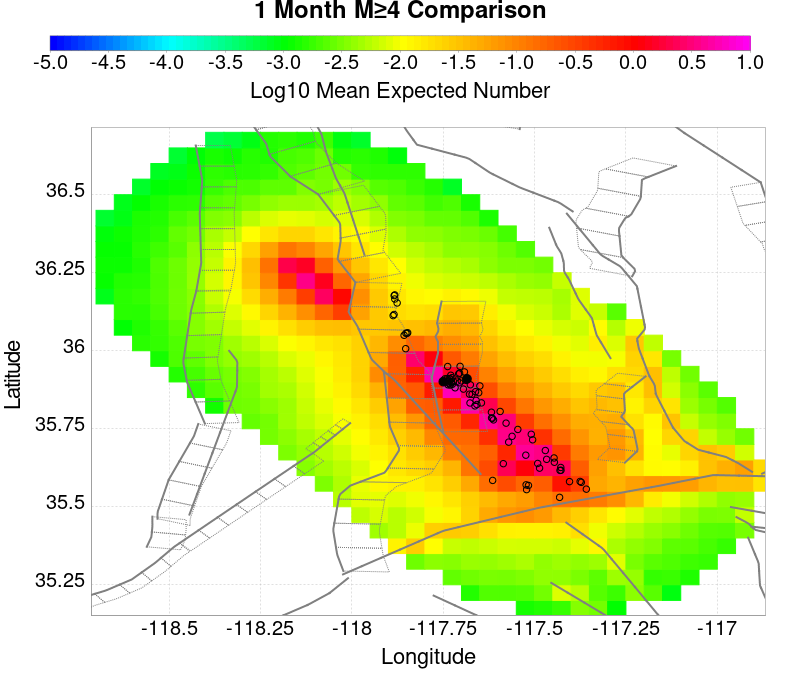 1 Month M≥4 Comparison
-5.0 -4.5 -4.0 -3.5 -3.0 -2.5 -2.0 -1.5 -1.0 -0.5 0.0 0.5 1.0
Log10 Mean Expected Number
36.5
36.25
36
35.75
35.5
35.25
Latitude
-118.5 -118.25 -118 -117.75 -117.5 -117.25 -117
Longitude